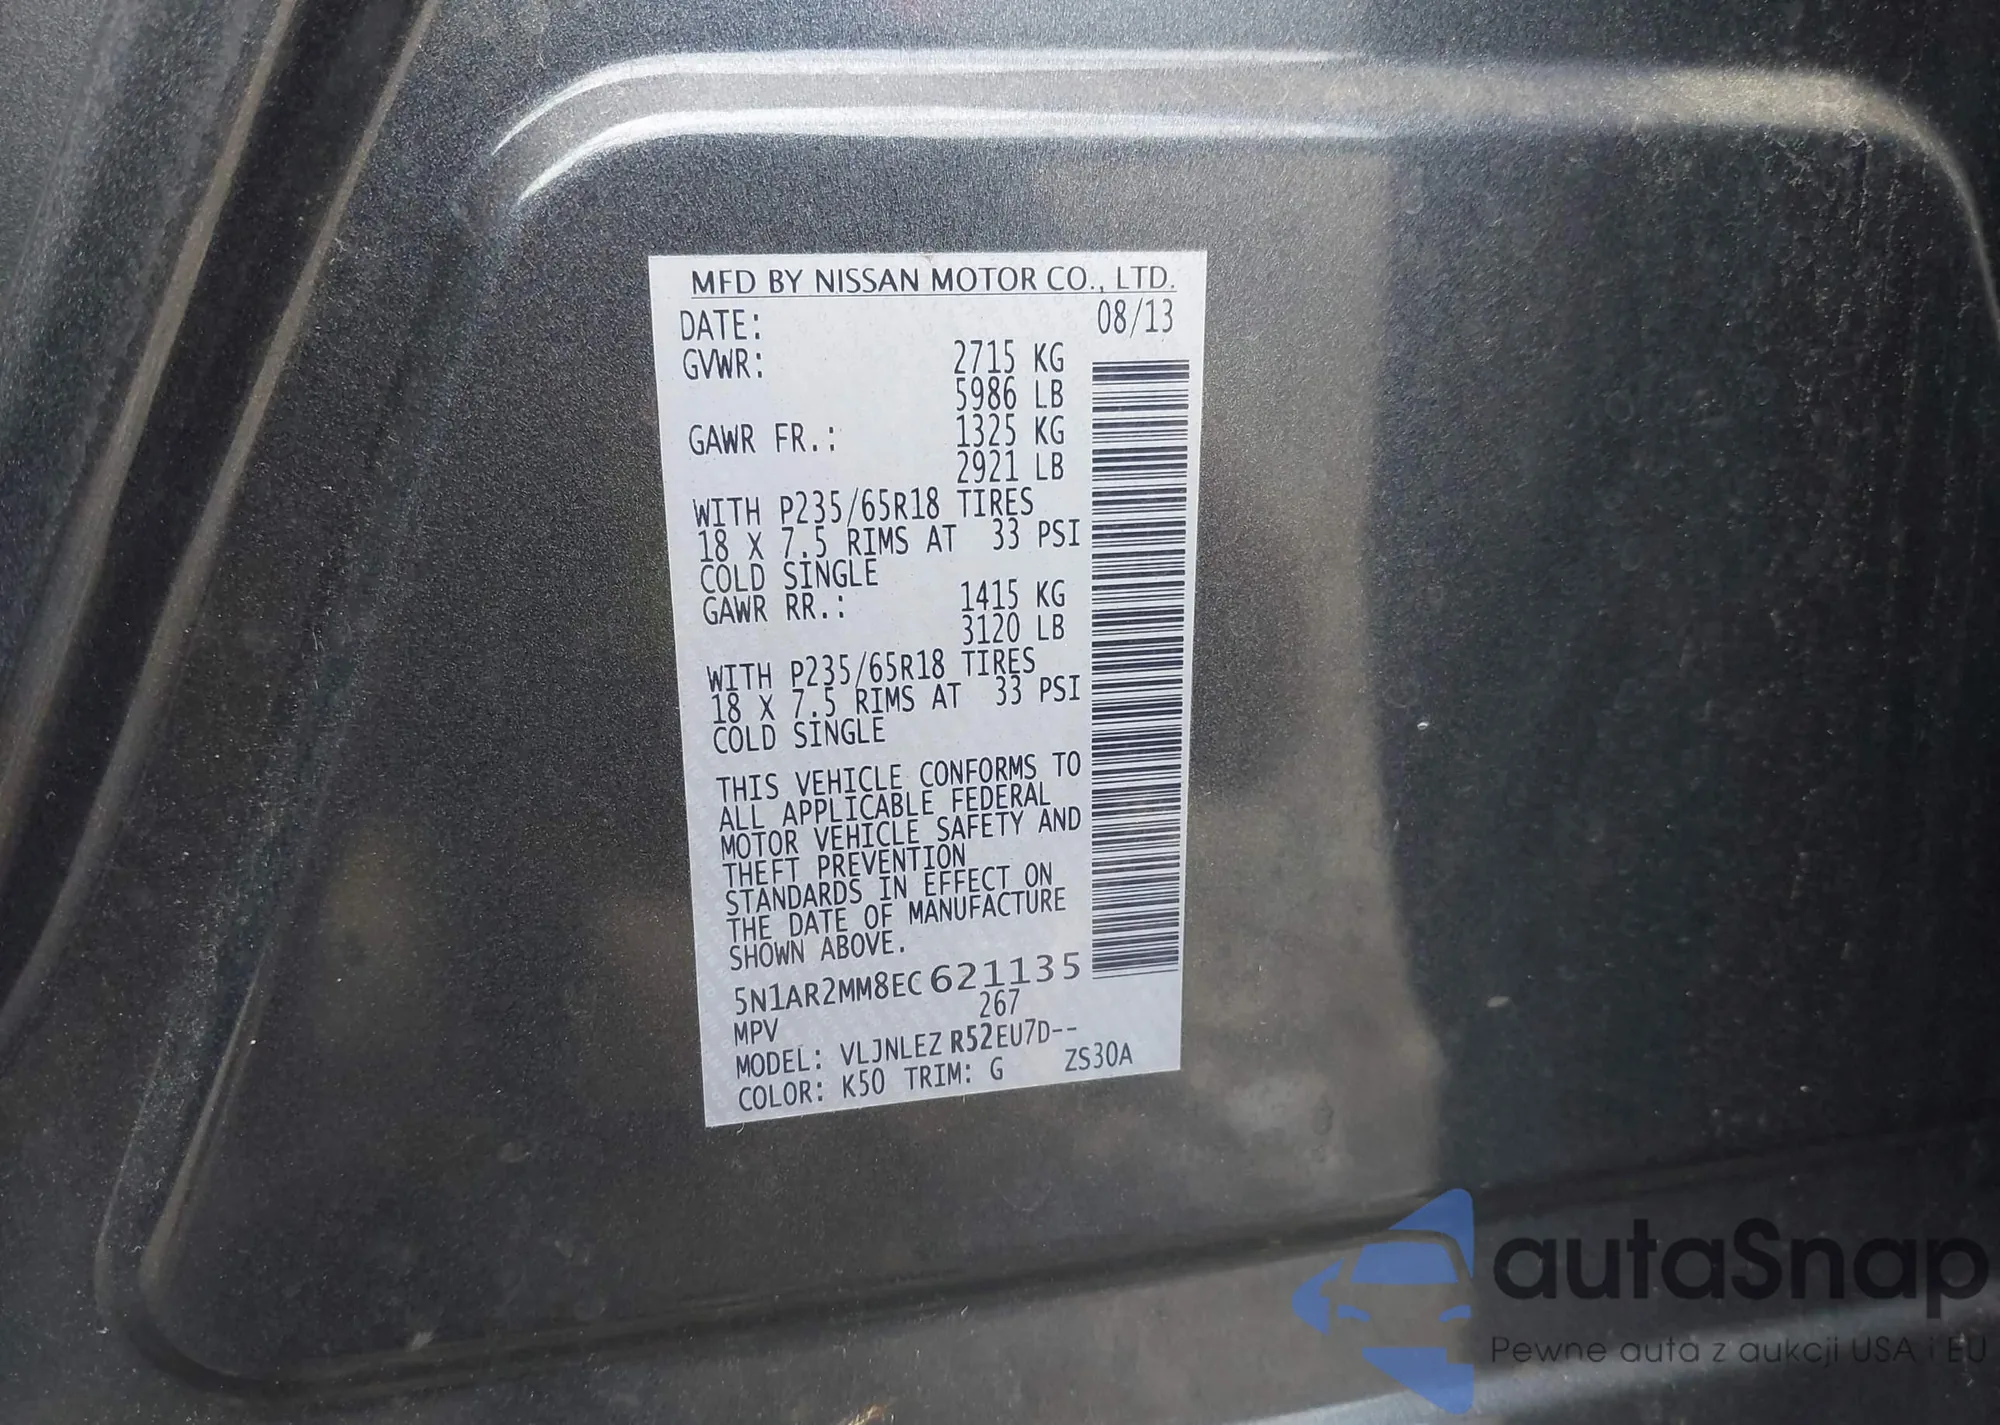 MFD BY NISSAN MOTOR CO., LTD.
DATE: 08/13
GVWR: 2715 KG
5986 LB
GAWR FR.: 1325 KG
2921 LB
WITH P235/65R18 TIRES
18 X 7.5 RIMS AT 33 PSI
COLD SINGLE
GAWR RR.: 1415 KG
3120 LB
WITH P235/65R18 TIRES
18 X 7.5 RIMS AT 33 PSI
COLD SINGLE
THIS VEHICLE CONFORMS TO
ALL APPLICABLE FEDERAL
MOTOR VEHICLE SAFETY AND
THEFT PREVENTION
STANDARDS IN EFFECT ON
THE DATE OF MANUFACTURE
SHOWN ABOVE.
5N1AR2MM8EC621135
MPV 267
MODEL: VLJNLEZ R52EU7D--
COLOR: K50 TRIM: G ZS30A
autaSnap
Pewne auta z aukcji USA i EU